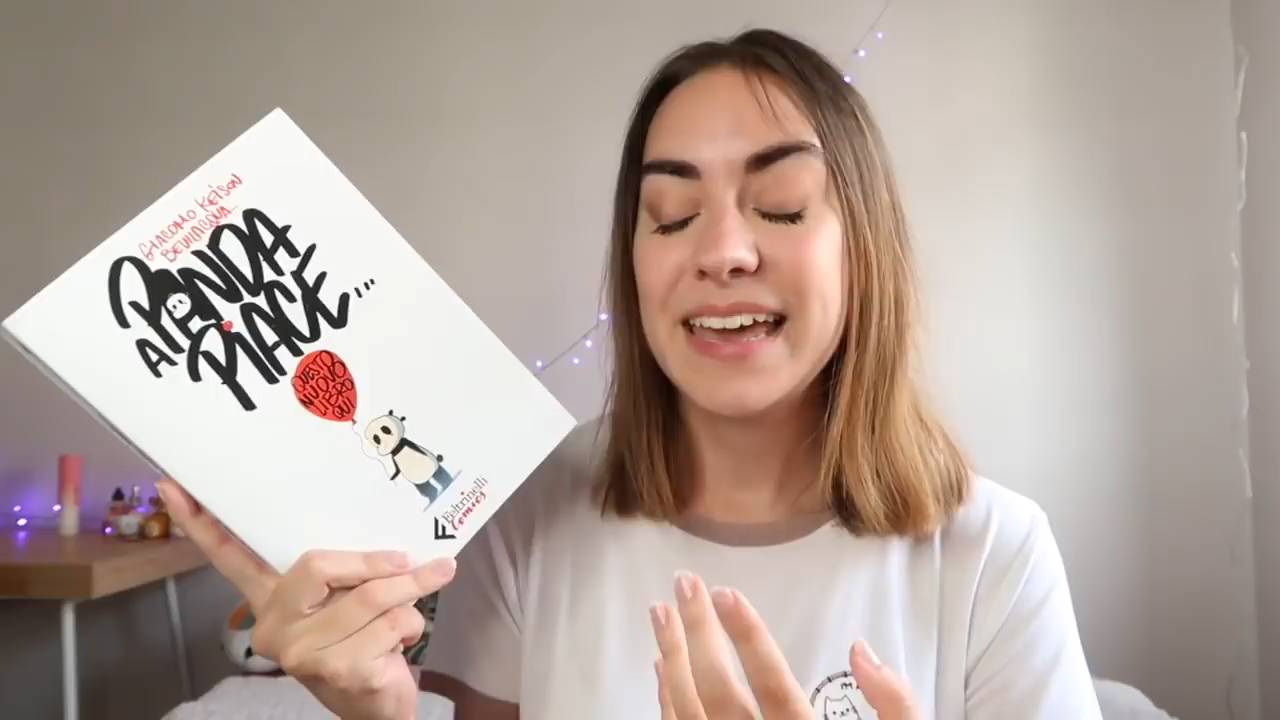 GIACOMO KEISON
BEVILACQUA
PANDA
A PIACE...
QUESTO
NUOVO
LIBRO
QUI
Feltrinelli
Comics
I'M